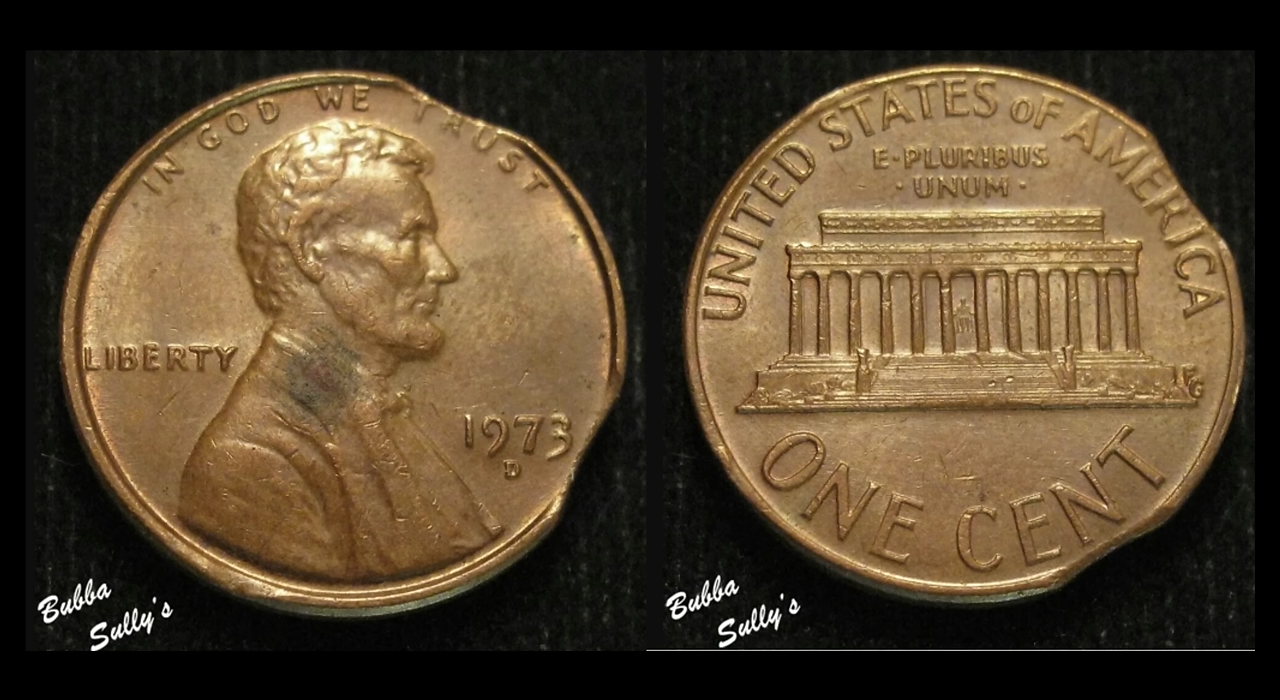 IN GOD WE TRUST
LIBERTY
1973
D
Bubba
Sully's
UNITED STATES OF AMERICA
E·PLURIBUS
·UNUM·
FG
ONE CENT
Bubba
Sully's